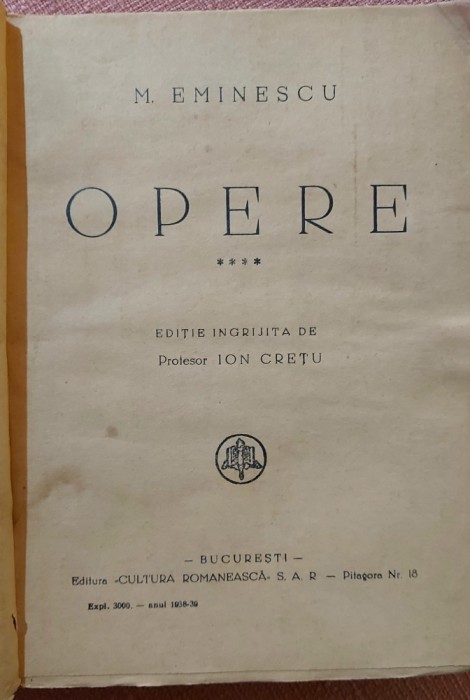 M. EMINESCU
OPERE
****
EDIȚIE INGRIJITA DE
Profesor ION CREȚU
— BUCUREȘTI —
Editura «CULTURA ROMANEASCĂ» S. A. R — Pitagora Nr. 18
Expl. 3000. — anul 1938-39